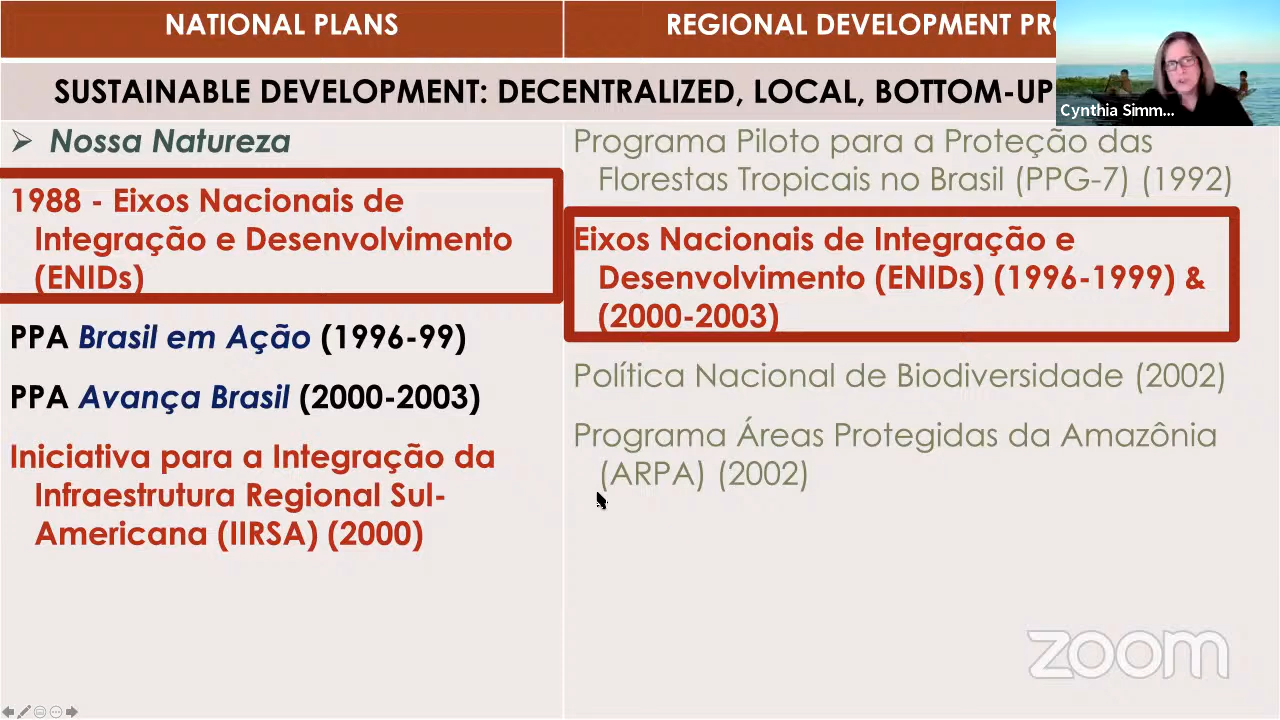 NATIONAL PLANS
REGIONAL DEVELOPMENT
SUSTAINABLE DEVELOPMENT: DECENTRALIZED, LOCAL, BOTTOM-UP
Cynthia Simm...
➢ Nossa Natureza
1988 - Eixos Nacionais de
Integração e Desenvolvimento
(ENIDs)
PPA Brasil em Ação (1996-99)
PPA Avança Brasil (2000-2003)
Iniciativa para a Integração da
Infraestrutura Regional Sul-
Americana (IIRSA) (2000)
Programa Piloto para a Proteção das
Florestas Tropicais no Brasil (PPG-7) (1992)
Eixos Nacionais de Integração e
Desenvolvimento (ENIDs) (1996-1999) &
(2000-2003)
Política Nacional de Biodiversidade (2002)
Programa Áreas Protegidas da Amazônia
(ARPA) (2002)
zoom